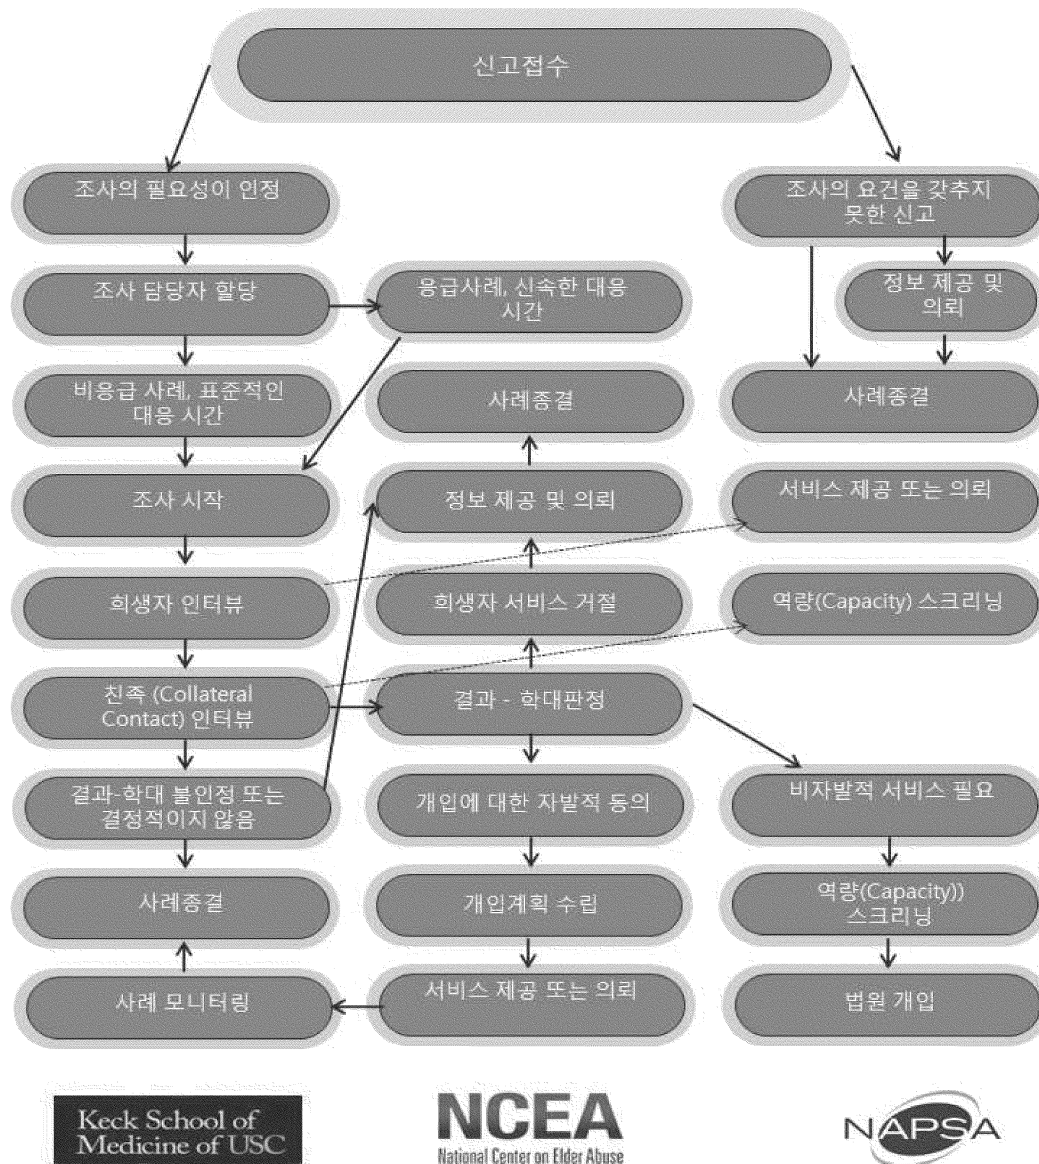 신고접수
조사의 필요성이 인정
조사의 요건을 갖추지
못한 신고
조사 담당자 할당
응급사례, 신속한 대응
시간
정보 제공 및
의뢰
비응급 사례, 표준적인
대응 시간
사례종결
사례종결
조사 시작
정보 제공 및 의뢰
서비스 제공 또는 의뢰
희생자 인터뷰
희생자 서비스 거절
역량(Capacity) 스크리닝
친족 (Collateral
Contact) 인터뷰
결과 - 학대판정
결과-학대 불인정 또는
결정적이지 않음
개입에 대한 자발적 동의
비자발적 서비스 필요
사례종결
개입계획 수립
역량(Capacity))
스크리닝
사례 모니터링
서비스 제공 또는 의뢰
법원 개입
Keck School of
Medicine of USC
NCEA
National Center on Elder Abuse
NAPSA